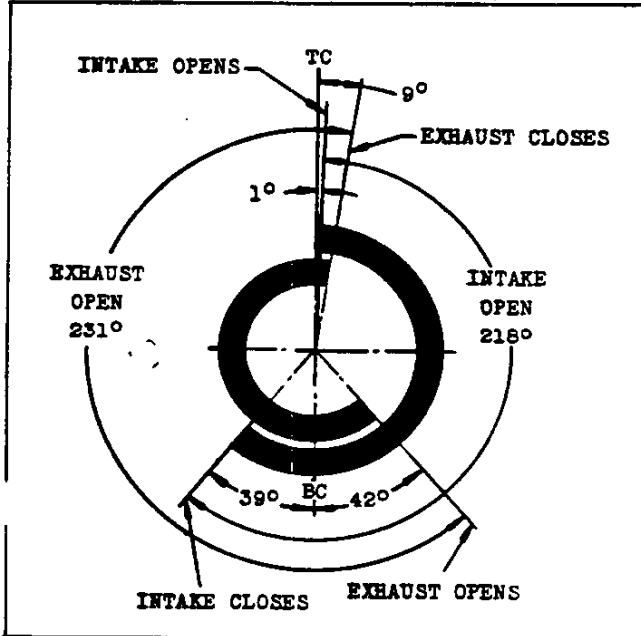 TC
INTAKE OPENS
9°
EXHAUST CLOSES
1°
EXHAUST
OPEN
231°
INTAKE
OPEN
218°
39°
BC
42°
INTAKE CLOSES
EXHAUST OPENS